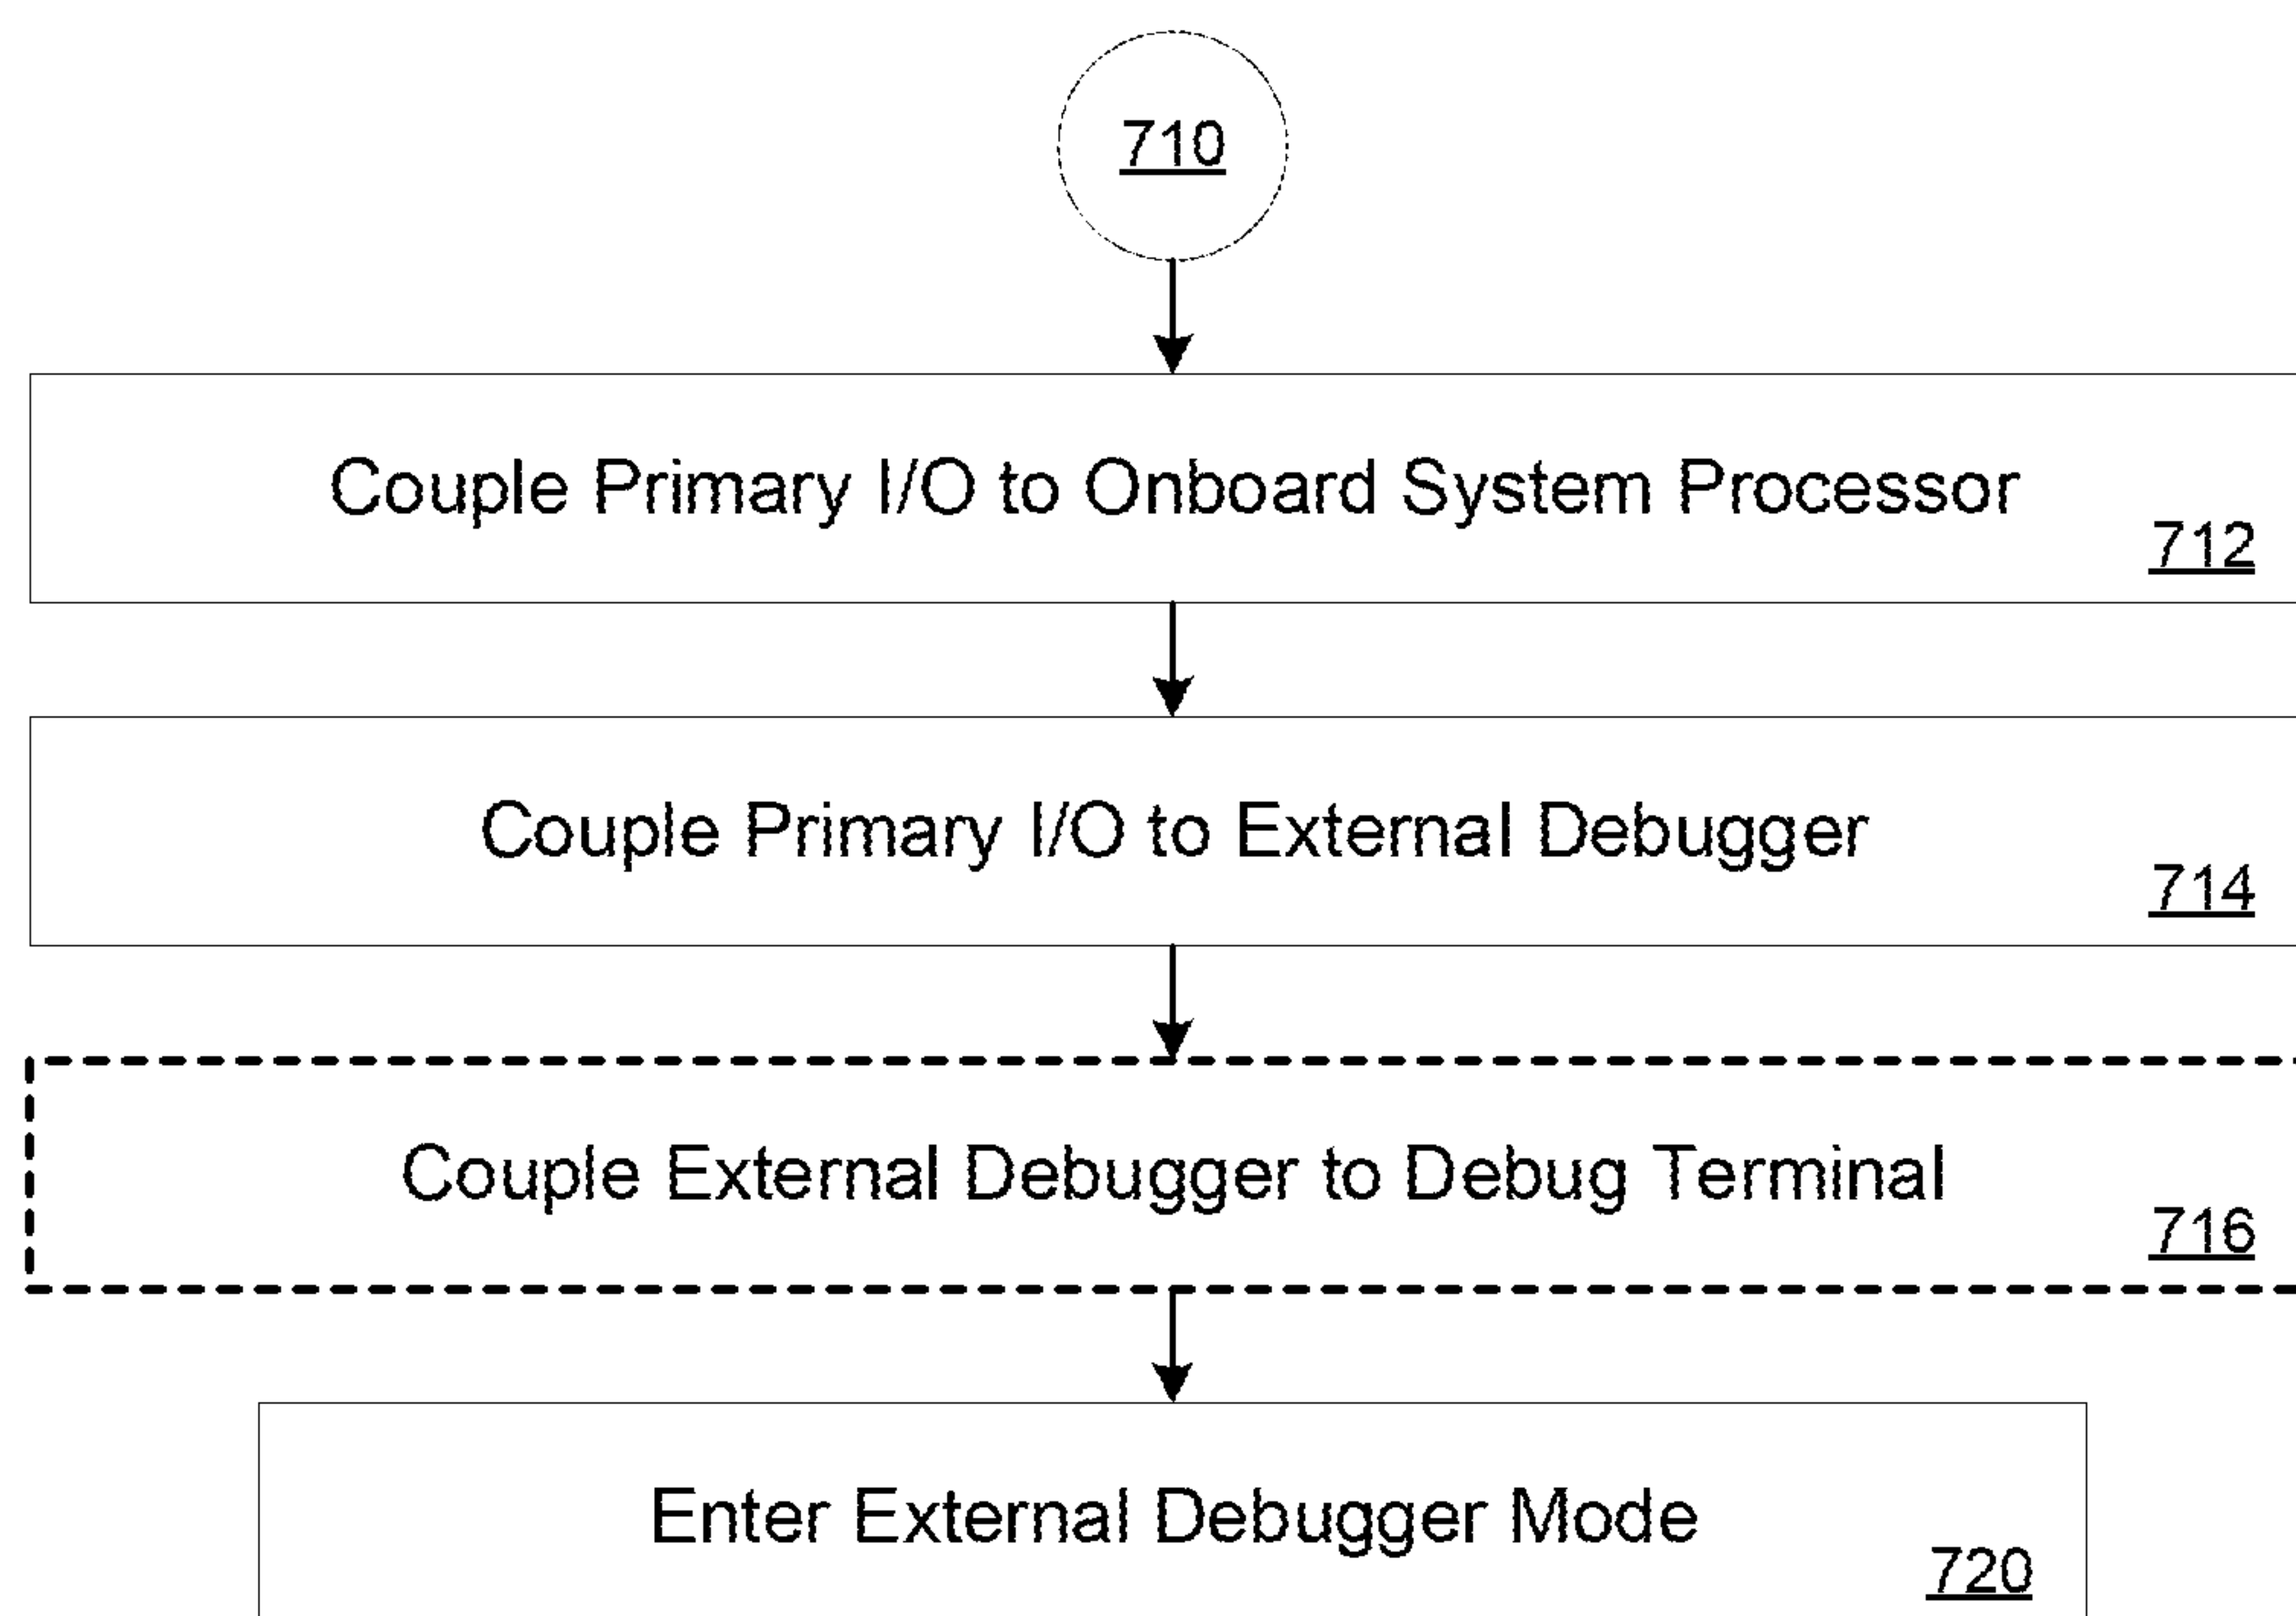 710
Couple Primary I/O to Onboard System Processor
712
Couple Primary I/O to External Debugger
714
Couple External Debugger to Debug Terminal
716
Enter External Debugger Mode
720